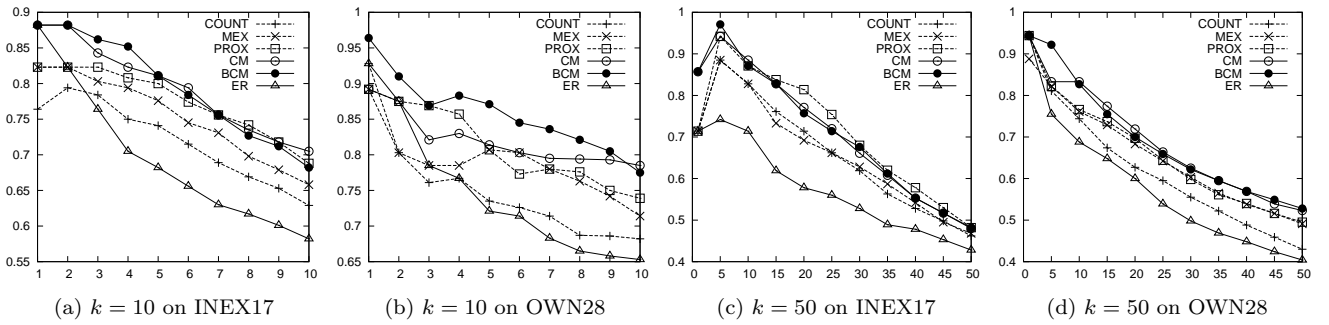 0.9
0.85
0.8
0.75
0.7
0.65
0.6
0.55
1 2 3 4 5 6 7 8 9 10
COUNT
MEX
PROX
CM
BCM
ER
(a) k = 10 on INEX17
1
0.95
0.9
0.85
0.8
0.75
0.7
0.65
1 2 3 4 5 6 7 8 9 10
COUNT
MEX
PROX
CM
BCM
ER
(b) k = 10 on OWN28
1
0.9
0.8
0.7
0.6
0.5
0.4
0 5 10 15 20 25 30 35 40 45 50
COUNT
MEX
PROX
CM
BCM
ER
(c) k = 50 on INEX17
1
0.9
0.8
0.7
0.6
0.5
0.4
0 5 10 15 20 25 30 35 40 45 50
COUNT
MEX
PROX
CM
BCM
ER
(d) k = 50 on OWN28